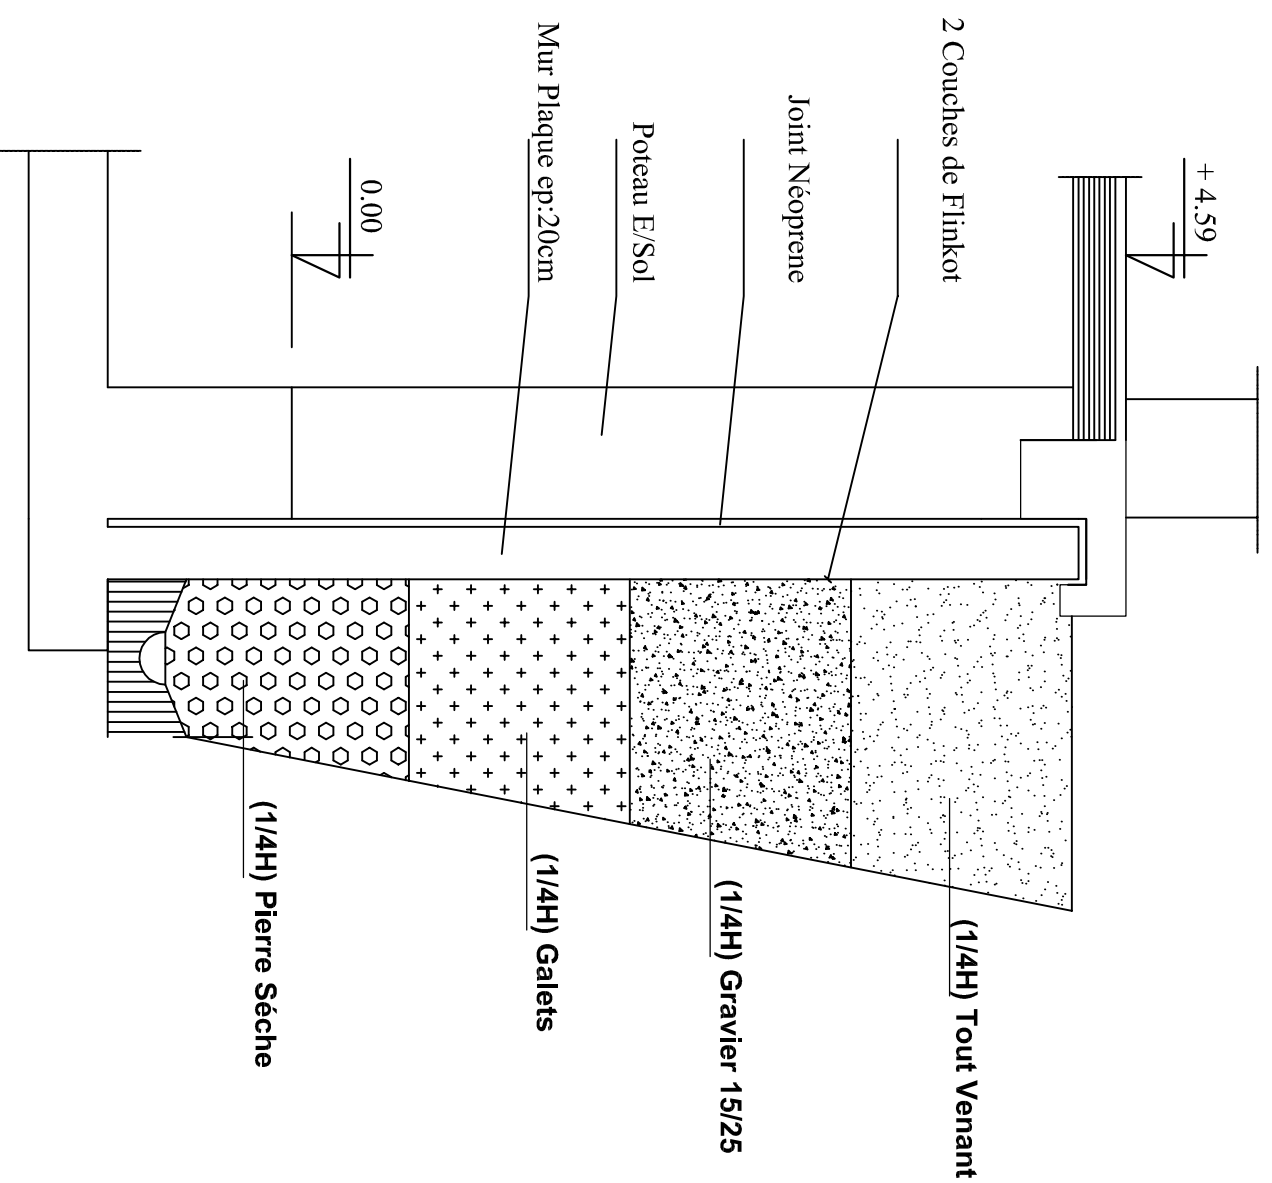 + 4.59
2 Couches de Flinkot
Joint Néoprene
Poteau E/Sol
Mur Plaque ep:20cm
0.00
(1/4H) Tout Venant
(1/4H) Gravier 15/25
(1/4H) Galets
(1/4H) Pierre Séche